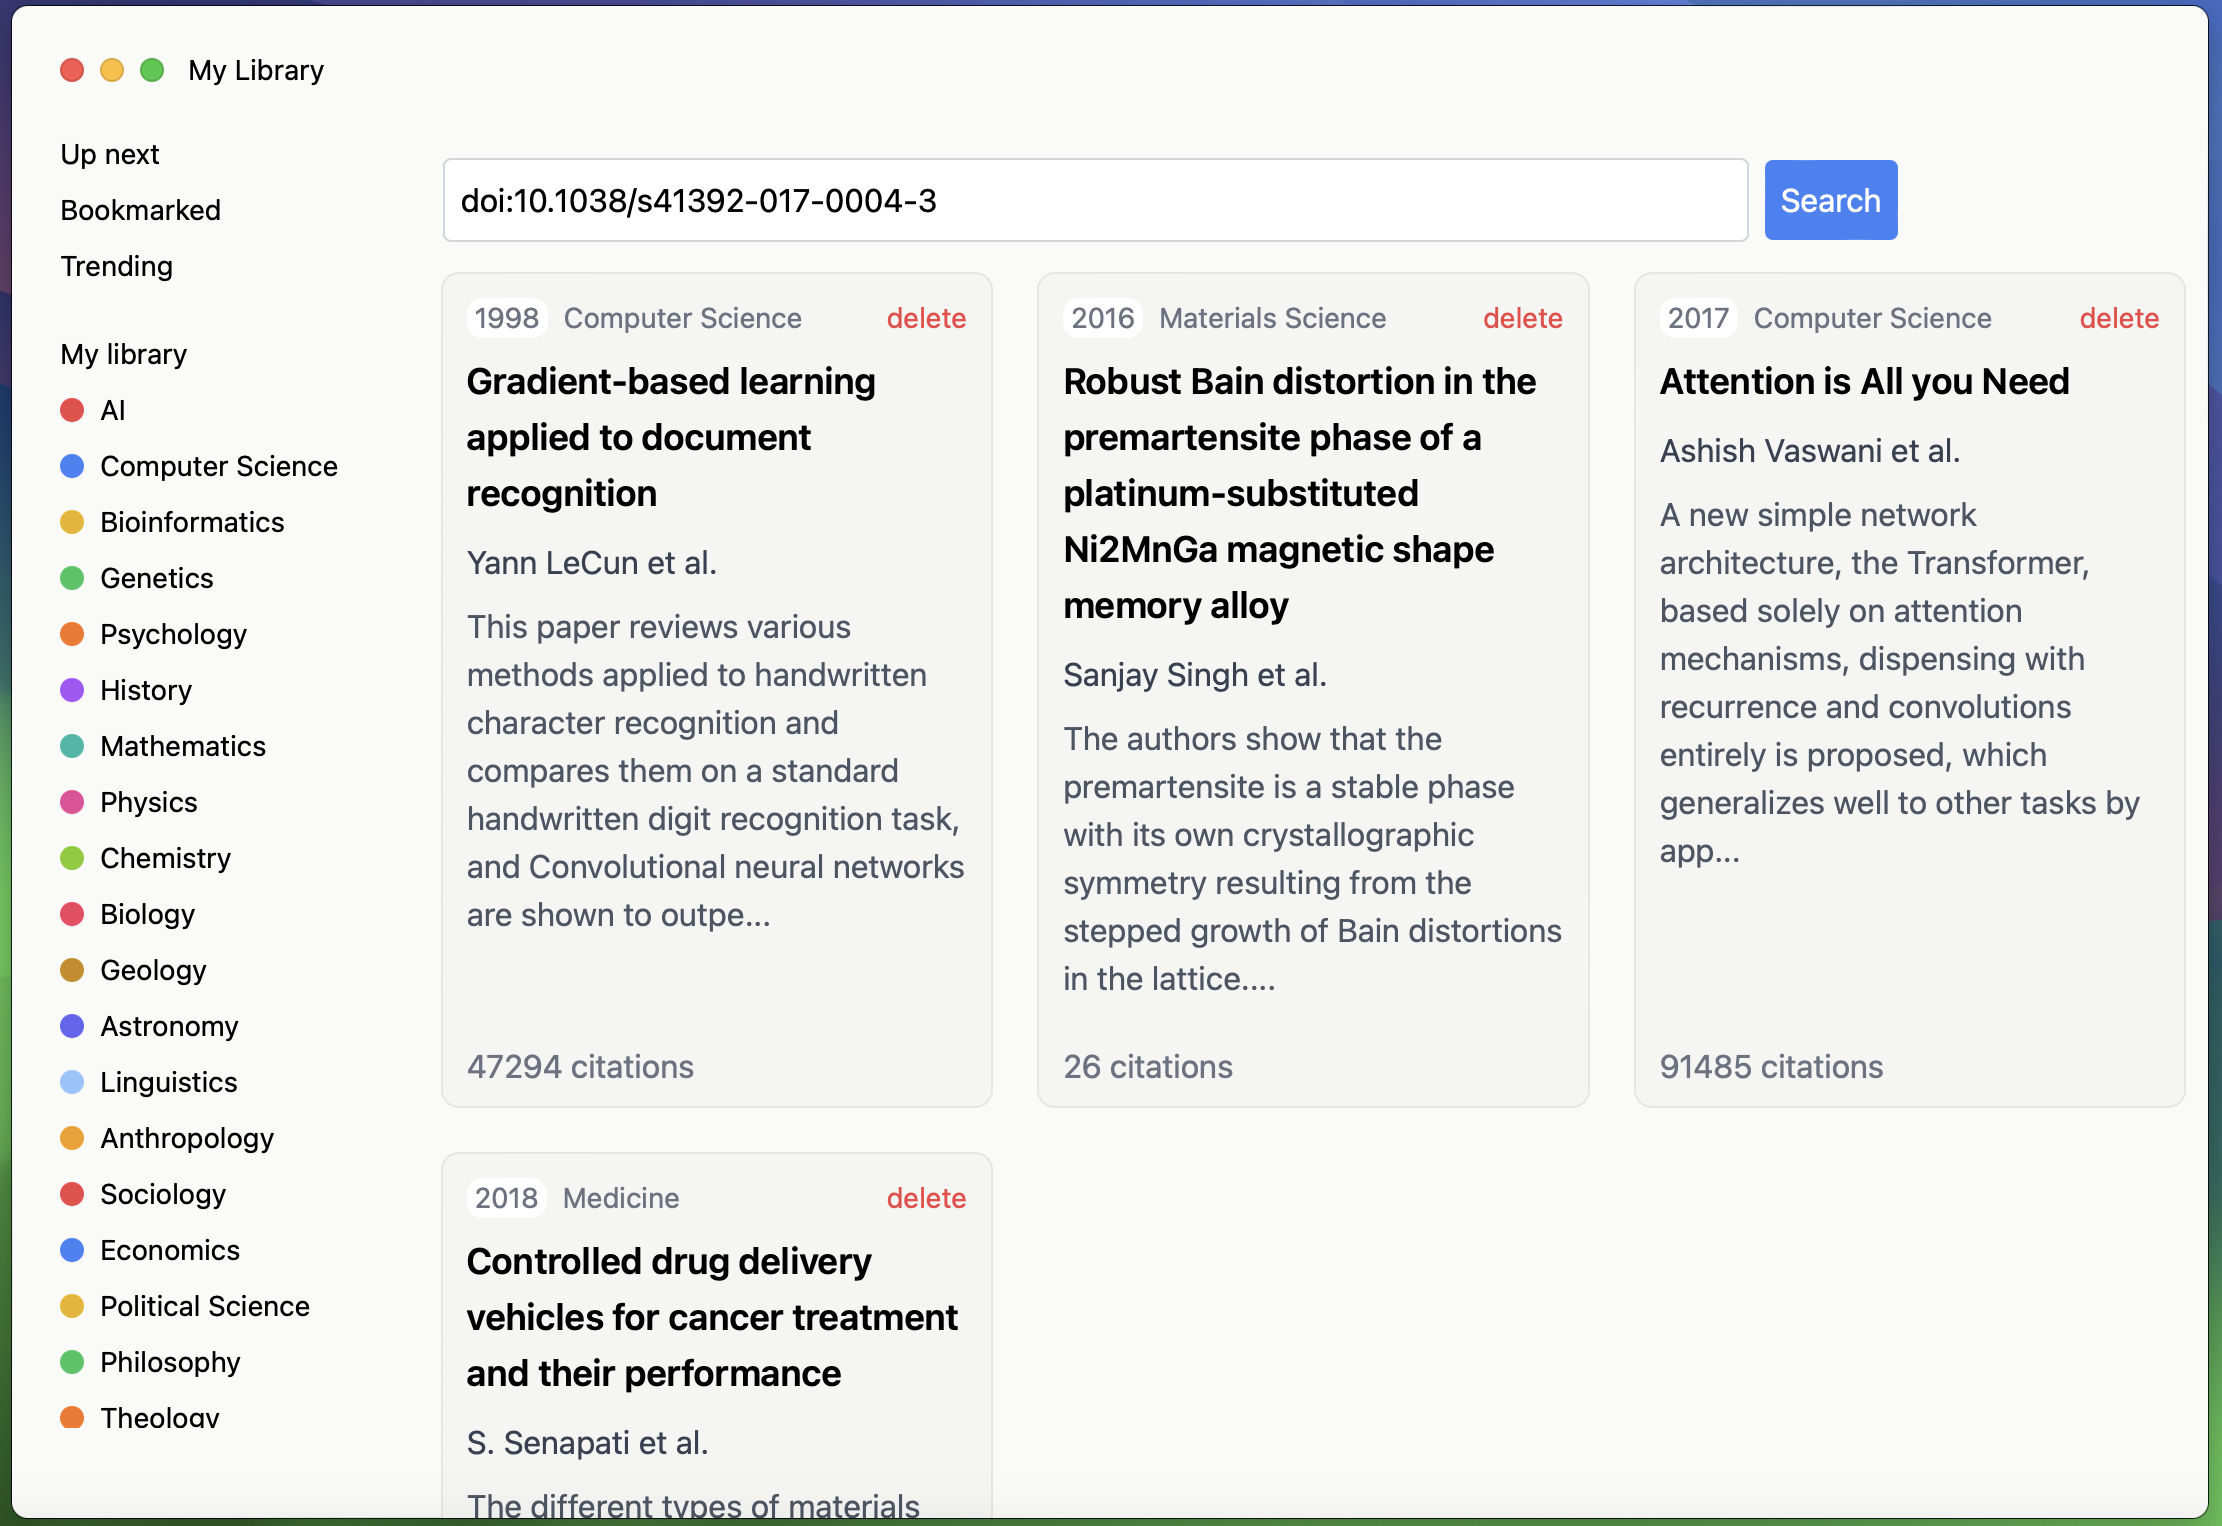 My Library
Up next
Bookmarked
Trending
My library
AI
Computer Science
Bioinformatics
Genetics
Psychology
History
Mathematics
Physics
Chemistry
Biology
Geology
Astronomy
Linguistics
Anthropology
Sociology
Economics
Political Science
Philosophy
Theology
doi:10.1038/s41392-017-0004-3
Search
1998 Computer Science delete
Gradient-based learning
applied to document
recognition
Yann LeCun et al.
This paper reviews various
methods applied to handwritten
character recognition and
compares them on a standard
handwritten digit recognition task,
and Convolutional neural networks
are shown to outpe...
47294 citations
2016 Materials Science delete
Robust Bain distortion in the
premartensite phase of a
platinum-substituted
Ni2MnGa magnetic shape
memory alloy
Sanjay Singh et al.
The authors show that the
premartensite is a stable phase
with its own crystallographic
symmetry resulting from the
stepped growth of Bain distortions
in the lattice....
26 citations
2017 Computer Science delete
Attention is All you Need
Ashish Vaswani et al.
A new simple network
architecture, the Transformer,
based solely on attention
mechanisms, dispensing with
recurrence and convolutions
entirely is proposed, which
generalizes well to other tasks by
app...
91485 citations
2018 Medicine delete
Controlled drug delivery
vehicles for cancer treatment
and their performance
S. Senapati et al.
The different types of materials